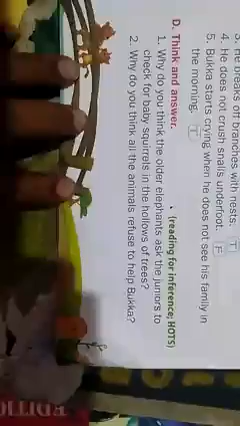 he breaks off branches with nests. T
4. He does not crush snails underfoot. F
5. Bukka starts crying when he does not see his family in
the morning. T
D. Think and answer. (reading for inference; HOTS)
1. Why do you think the older elephants ask the juniors to
check for baby squirrels in the hollows of trees?
2. Why do you think all the animals refuse to help Bukka?
EDITI